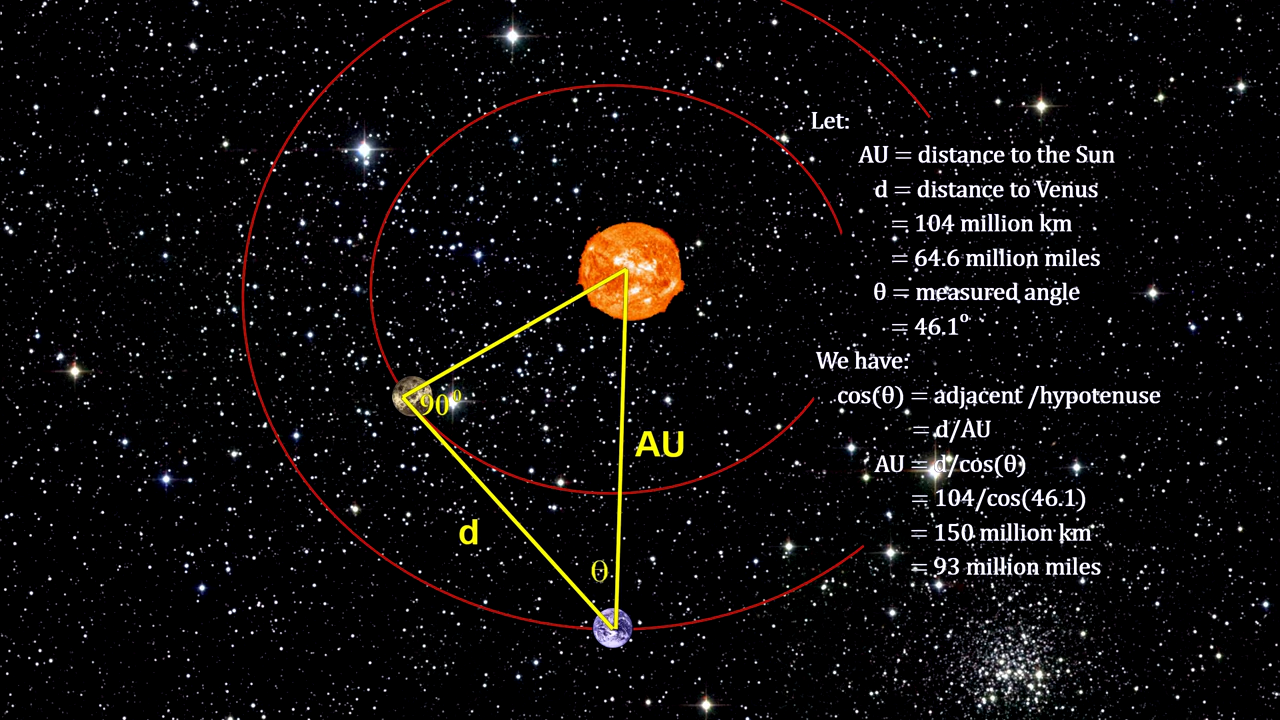 Let:
AU = distance to the Sun
d = distance to Venus
= 104 million km
= 64.6 million miles
θ = measured angle
= 46.1⁰
We have:
cos(θ) = adjacent /hypotenuse
= d/AU
AU = d/cos(θ)
= 104/cos(46.1)
= 150 million km
= 93 million miles
90⁰
AU
d
θ